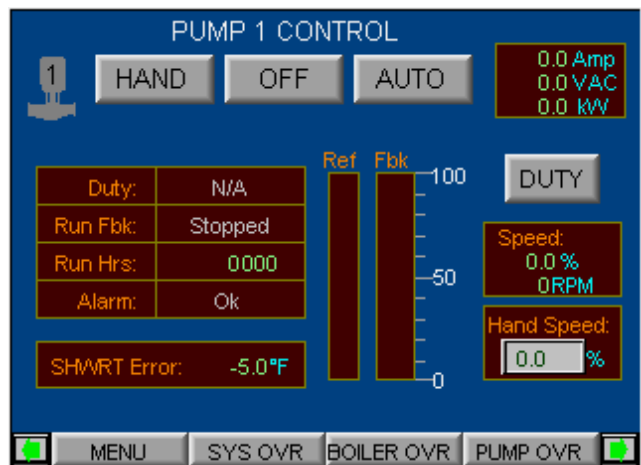 PUMP 1 CONTROL
1
HAND
OFF
AUTO
0.0 Amp
0.0 VAC
0.0 kW
Ref Fbk
100
50
0
DUTY
Duty: N/A
Run Fbk: Stopped
Run Hrs: 0000
Alarm: Ok
Speed:
0.0 %
0RPM
Hand Speed:
0.0 %
SHWRT Error: -5.0°F
MENU
SYS OVR
BOILER OVR
PUMP OVR